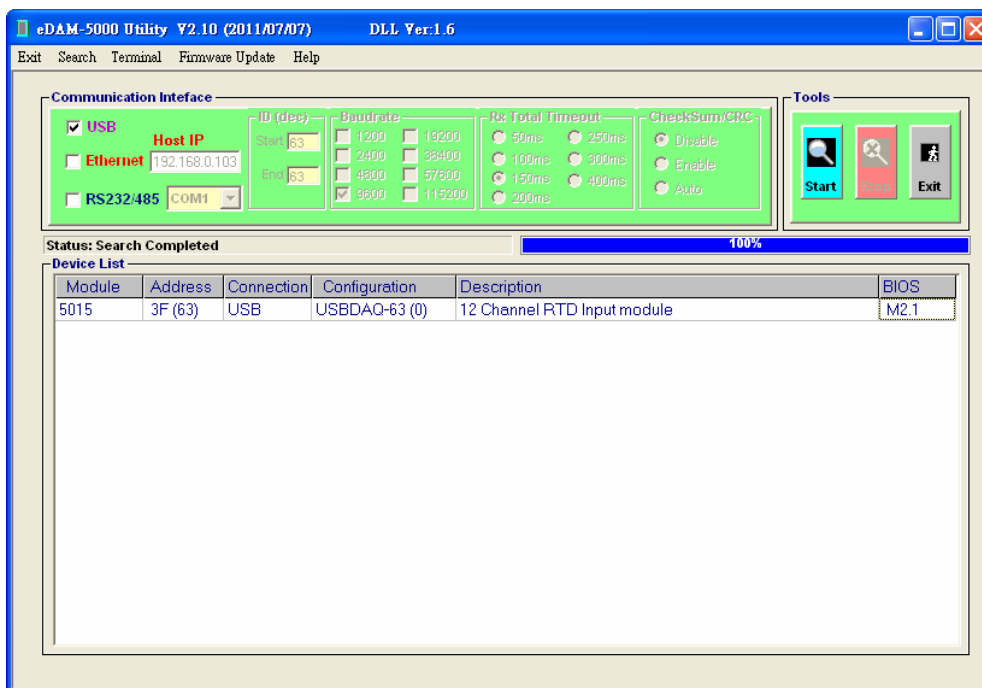 eDAM-5000 Utility V2.10 (2011/07/07) DLL Ver:1.6
Exit Search Terminal Firmware Update Help
Communication Inteface
Tools
USB
Host IP
Ethernet 192.168.0.103
RS232/485 COM1
ID (dec)
Start 63
End 63
Baudrate
1200 19200
2400 38400
4800 57600
9600 115200
Rx Total Timeout
50ms 250ms
100ms 300ms
150ms 400ms
200ms
CheckSum/CRC
Disable
Enable
Auto
Start Exit
Status: Search Completed 100%
Device List
Module Address Connection Configuration Description BIOS
5015 3F (63) USB USBDAQ-63 (0) 12 Channel RTD Input module M2.1